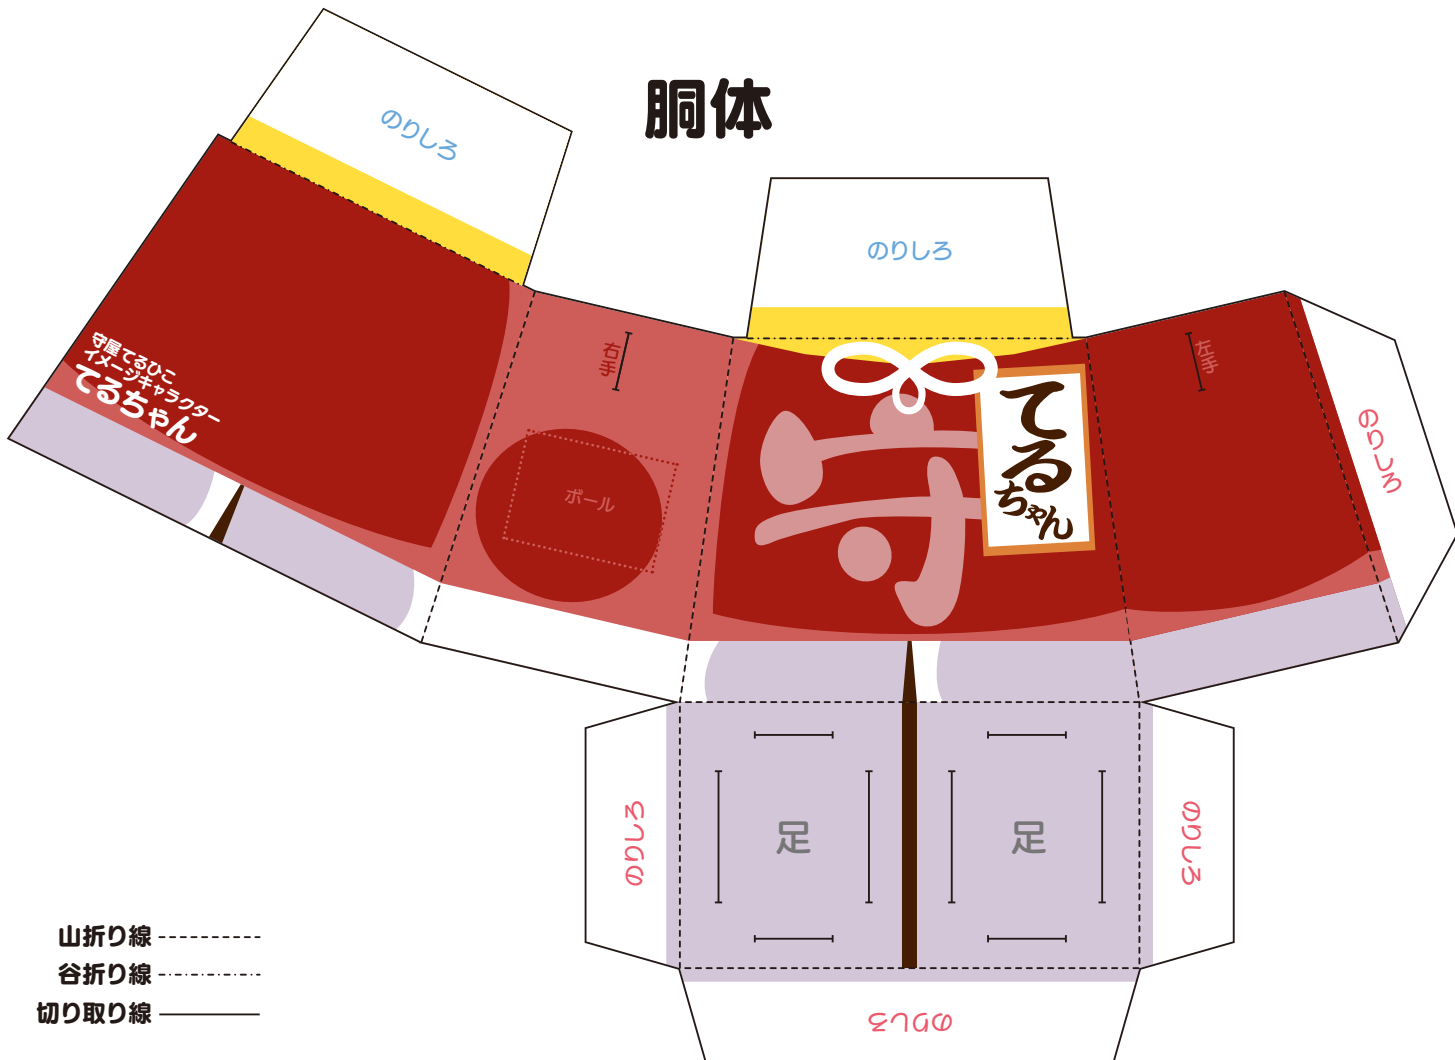 胴体
のりしろ
のりしろ
守屋てるひこ
イメージキャラクター
てるちゃん
右手
ボール
守
てるちゃん
左手
のりしろ
のりしろ
足
足
のりしろ
のりしろ
山折り線
谷折り線
切り取り線